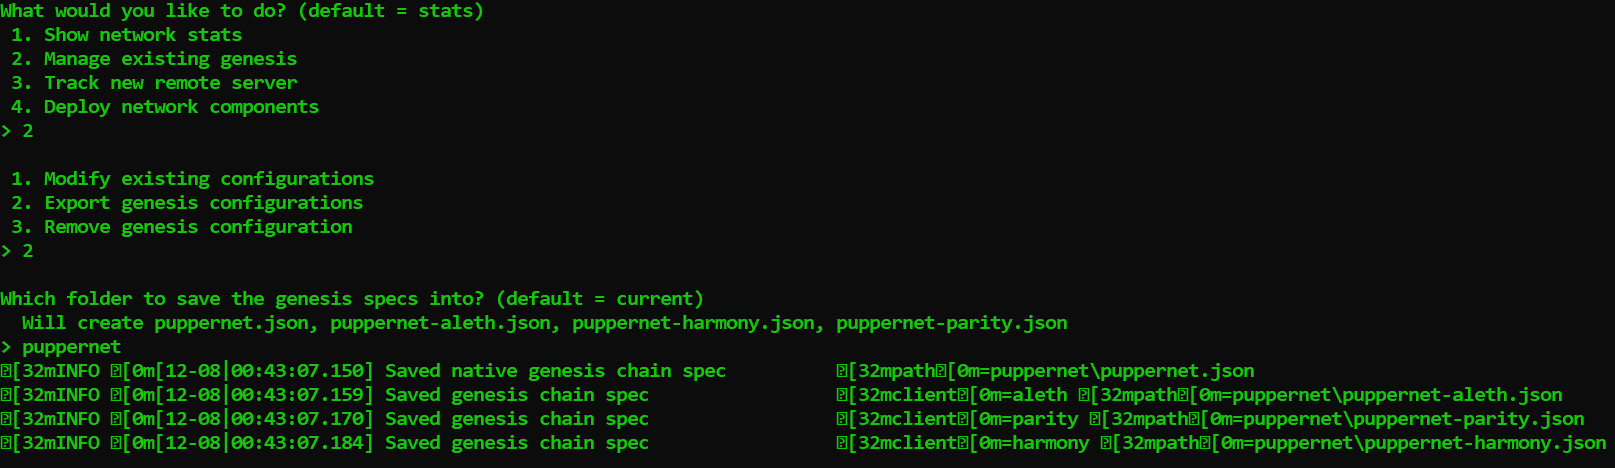 What would you like to do? (default = stats)
 1. Show network stats
 2. Manage existing genesis
 3. Track new remote server
 4. Deploy network components
> 2

 1. Modify existing configurations
 2. Export genesis configurations
 3. Remove genesis configuration
> 2

Which folder to save the genesis specs into? (default = current)
  Will create puppernet.json, puppernet-aleth.json, puppernet-harmony.json, puppernet-parity.json
> puppernet
⍰[32mINFO ⍰[0m[12-08|00:43:07.150] Saved native genesis chain spec          ⍰[32mpath⍰[0m=puppernet\puppernet.json
⍰[32mINFO ⍰[0m[12-08|00:43:07.159] Saved genesis chain spec                 ⍰[32mclient⍰[0m=aleth ⍰[32mpath⍰[0m=puppernet\puppernet-aleth.json
⍰[32mINFO ⍰[0m[12-08|00:43:07.170] Saved genesis chain spec                 ⍰[32mclient⍰[0m=parity ⍰[32mpath⍰[0m=puppernet\puppernet-parity.json
⍰[32mINFO ⍰[0m[12-08|00:43:07.184] Saved genesis chain spec                 ⍰[32mclient⍰[0m=harmony ⍰[32mpath⍰[0m=puppernet\puppernet-harmony.json